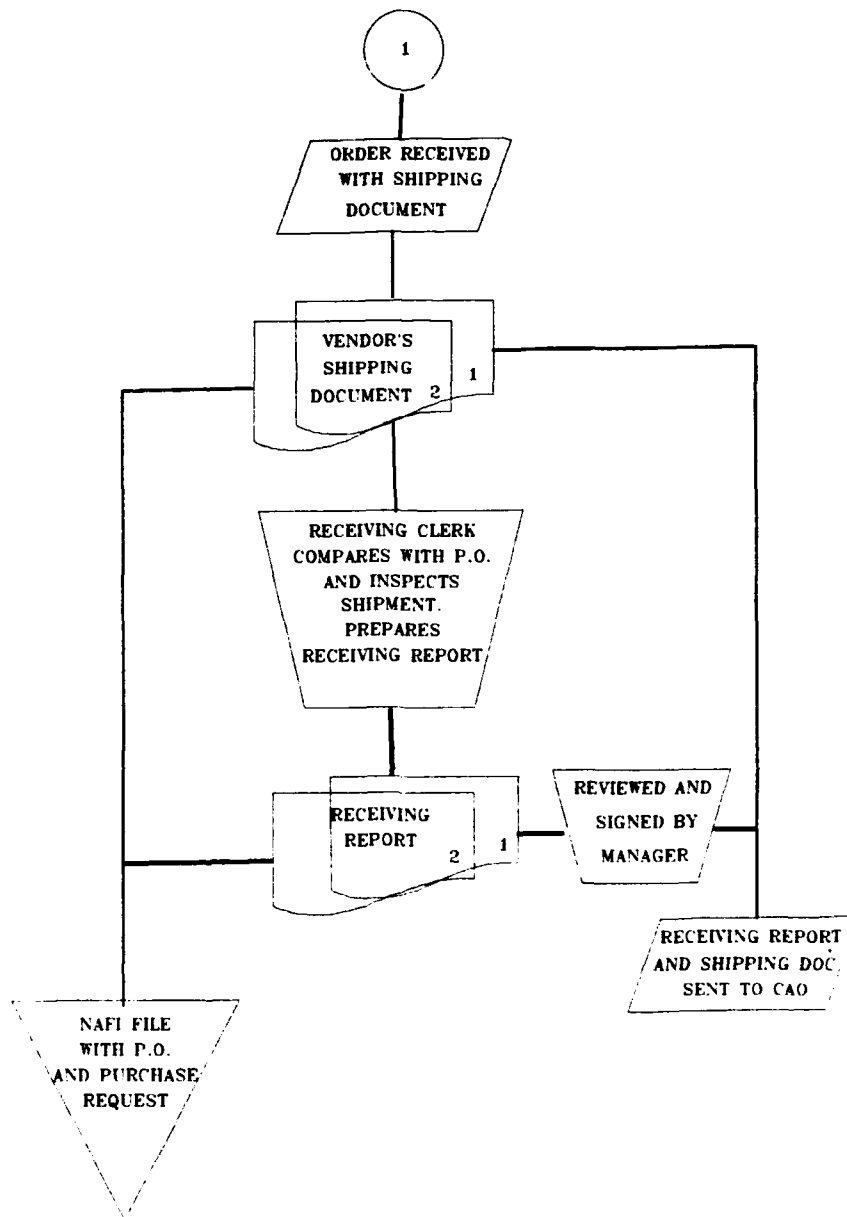 1
ORDER RECEIVED
WITH SHIPPING
DOCUMENT
VENDOR'S
SHIPPING
DOCUMENT 2
1
RECEIVING CLERK
COMPARES WITH P.O.
AND INSPECTS
SHIPMENT.
PREPARES
RECEIVING REPORT
RECEIVING
REPORT
2
1
REVIEWED AND
SIGNED BY
MANAGER
RECEIVING REPORT
AND SHIPPING DOC.
SENT TO CAO
NAFI FILE
WITH P.O.
AND PURCHASE
REQUEST